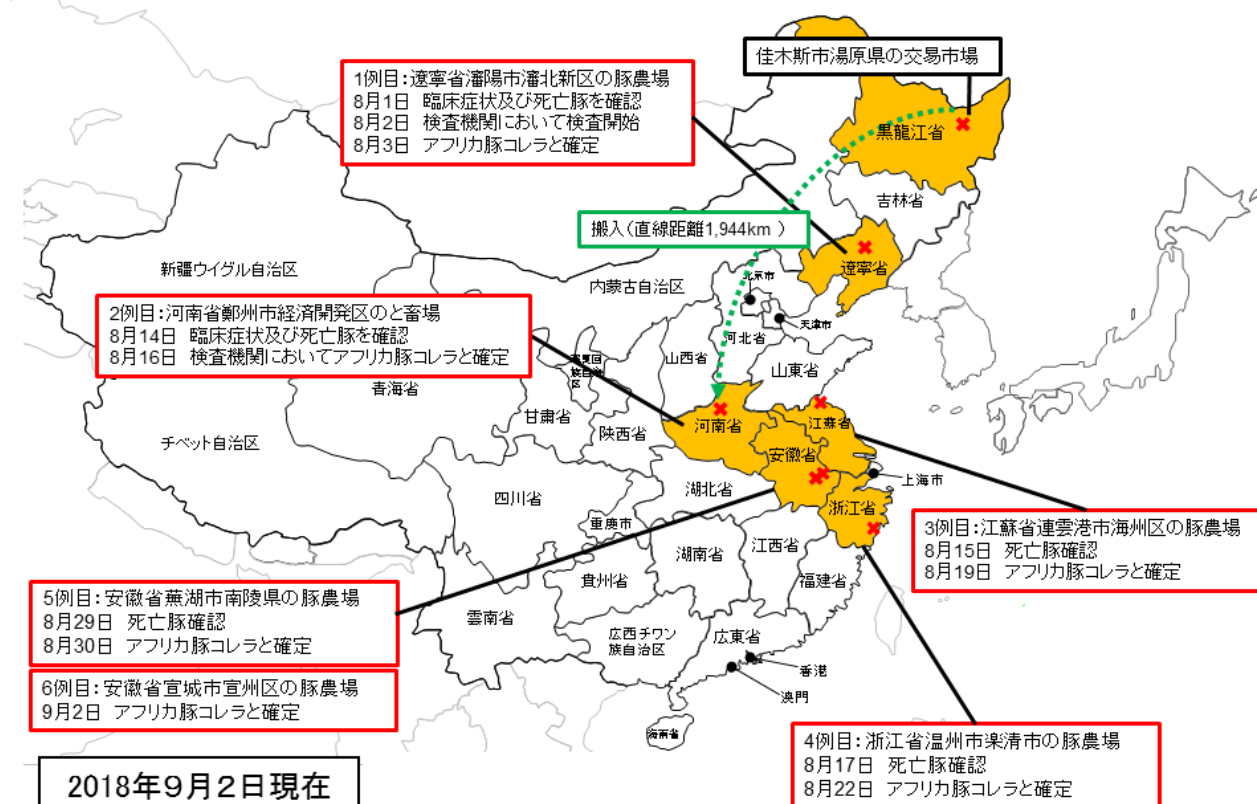 佳木斯市湯原県の交易市場
1例目:遼寧省瀋陽市瀋北新区の豚農場
8月1日 臨床症状及び死亡豚を確認
8月2日 検査機関において検査開始
8月3日 アフリカ豚コレラと確定
黒龍江省
吉林省
搬入(直線距離1,944km )
遼寧省
新疆ウイグル自治区
内蒙古自治区
北京市
天津市
2例目:河南省鄭州市経済開発区のと畜場
8月14日 臨床症状及び死亡豚を確認
8月16日 検査機関においてアフリカ豚コレラと確定
河北省
山西省
山東省
族自治
区
青海省
甘粛省
陝西省
河南省
江蘇省
チベット自治区
安徽省
上海市
四川省
湖北省
浙江省
重慶市
3例目:江蘇省連雲港市海州区の豚農場
8月15日 死亡豚確認
8月19日 アフリカ豚コレラと確定
湖南省
江西省
福建省
貴州省
5例目:安徽省蕪湖市南陵県の豚農場
8月29日 死亡豚確認
8月30日 アフリカ豚コレラと確定
雲南省
広西チワン
族自治区
広東省
香港
澳門
6例目:安徽省宣城市宣州区の豚農場
9月2日 アフリカ豚コレラと確定
海南省
4例目:浙江省温州市楽清市の豚農場
8月17日 死亡豚確認
8月22日 アフリカ豚コレラと確定
2018年9月2日現在